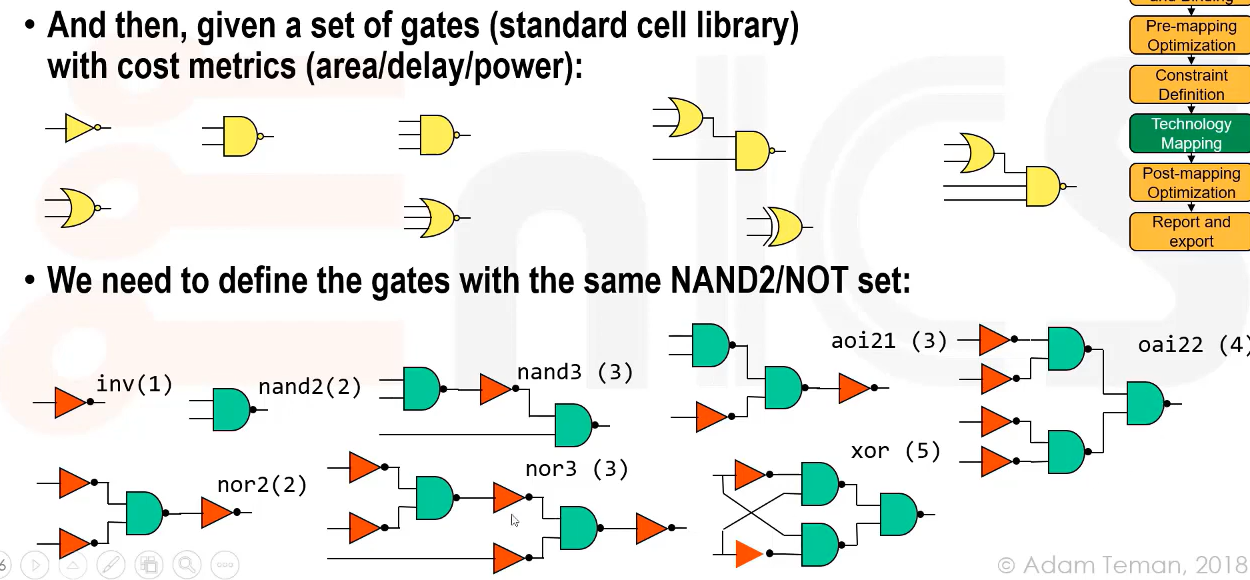 • And then, given a set of gates (standard cell library)
with cost metrics (area/delay/power):
and Binding
Pre-mapping
Optimization
Constraint
Definition
Technology
Mapping
Post-mapping
Optimization
Report and
export
• We need to define the gates with the same NAND2/NOT set:
inv(1)
nand2(2)
nand3 (3)
aoi21 (3)
oai22 (4)
nor2(2)
nor3 (3)
xor (5)
6
© Adam Teman, 2018